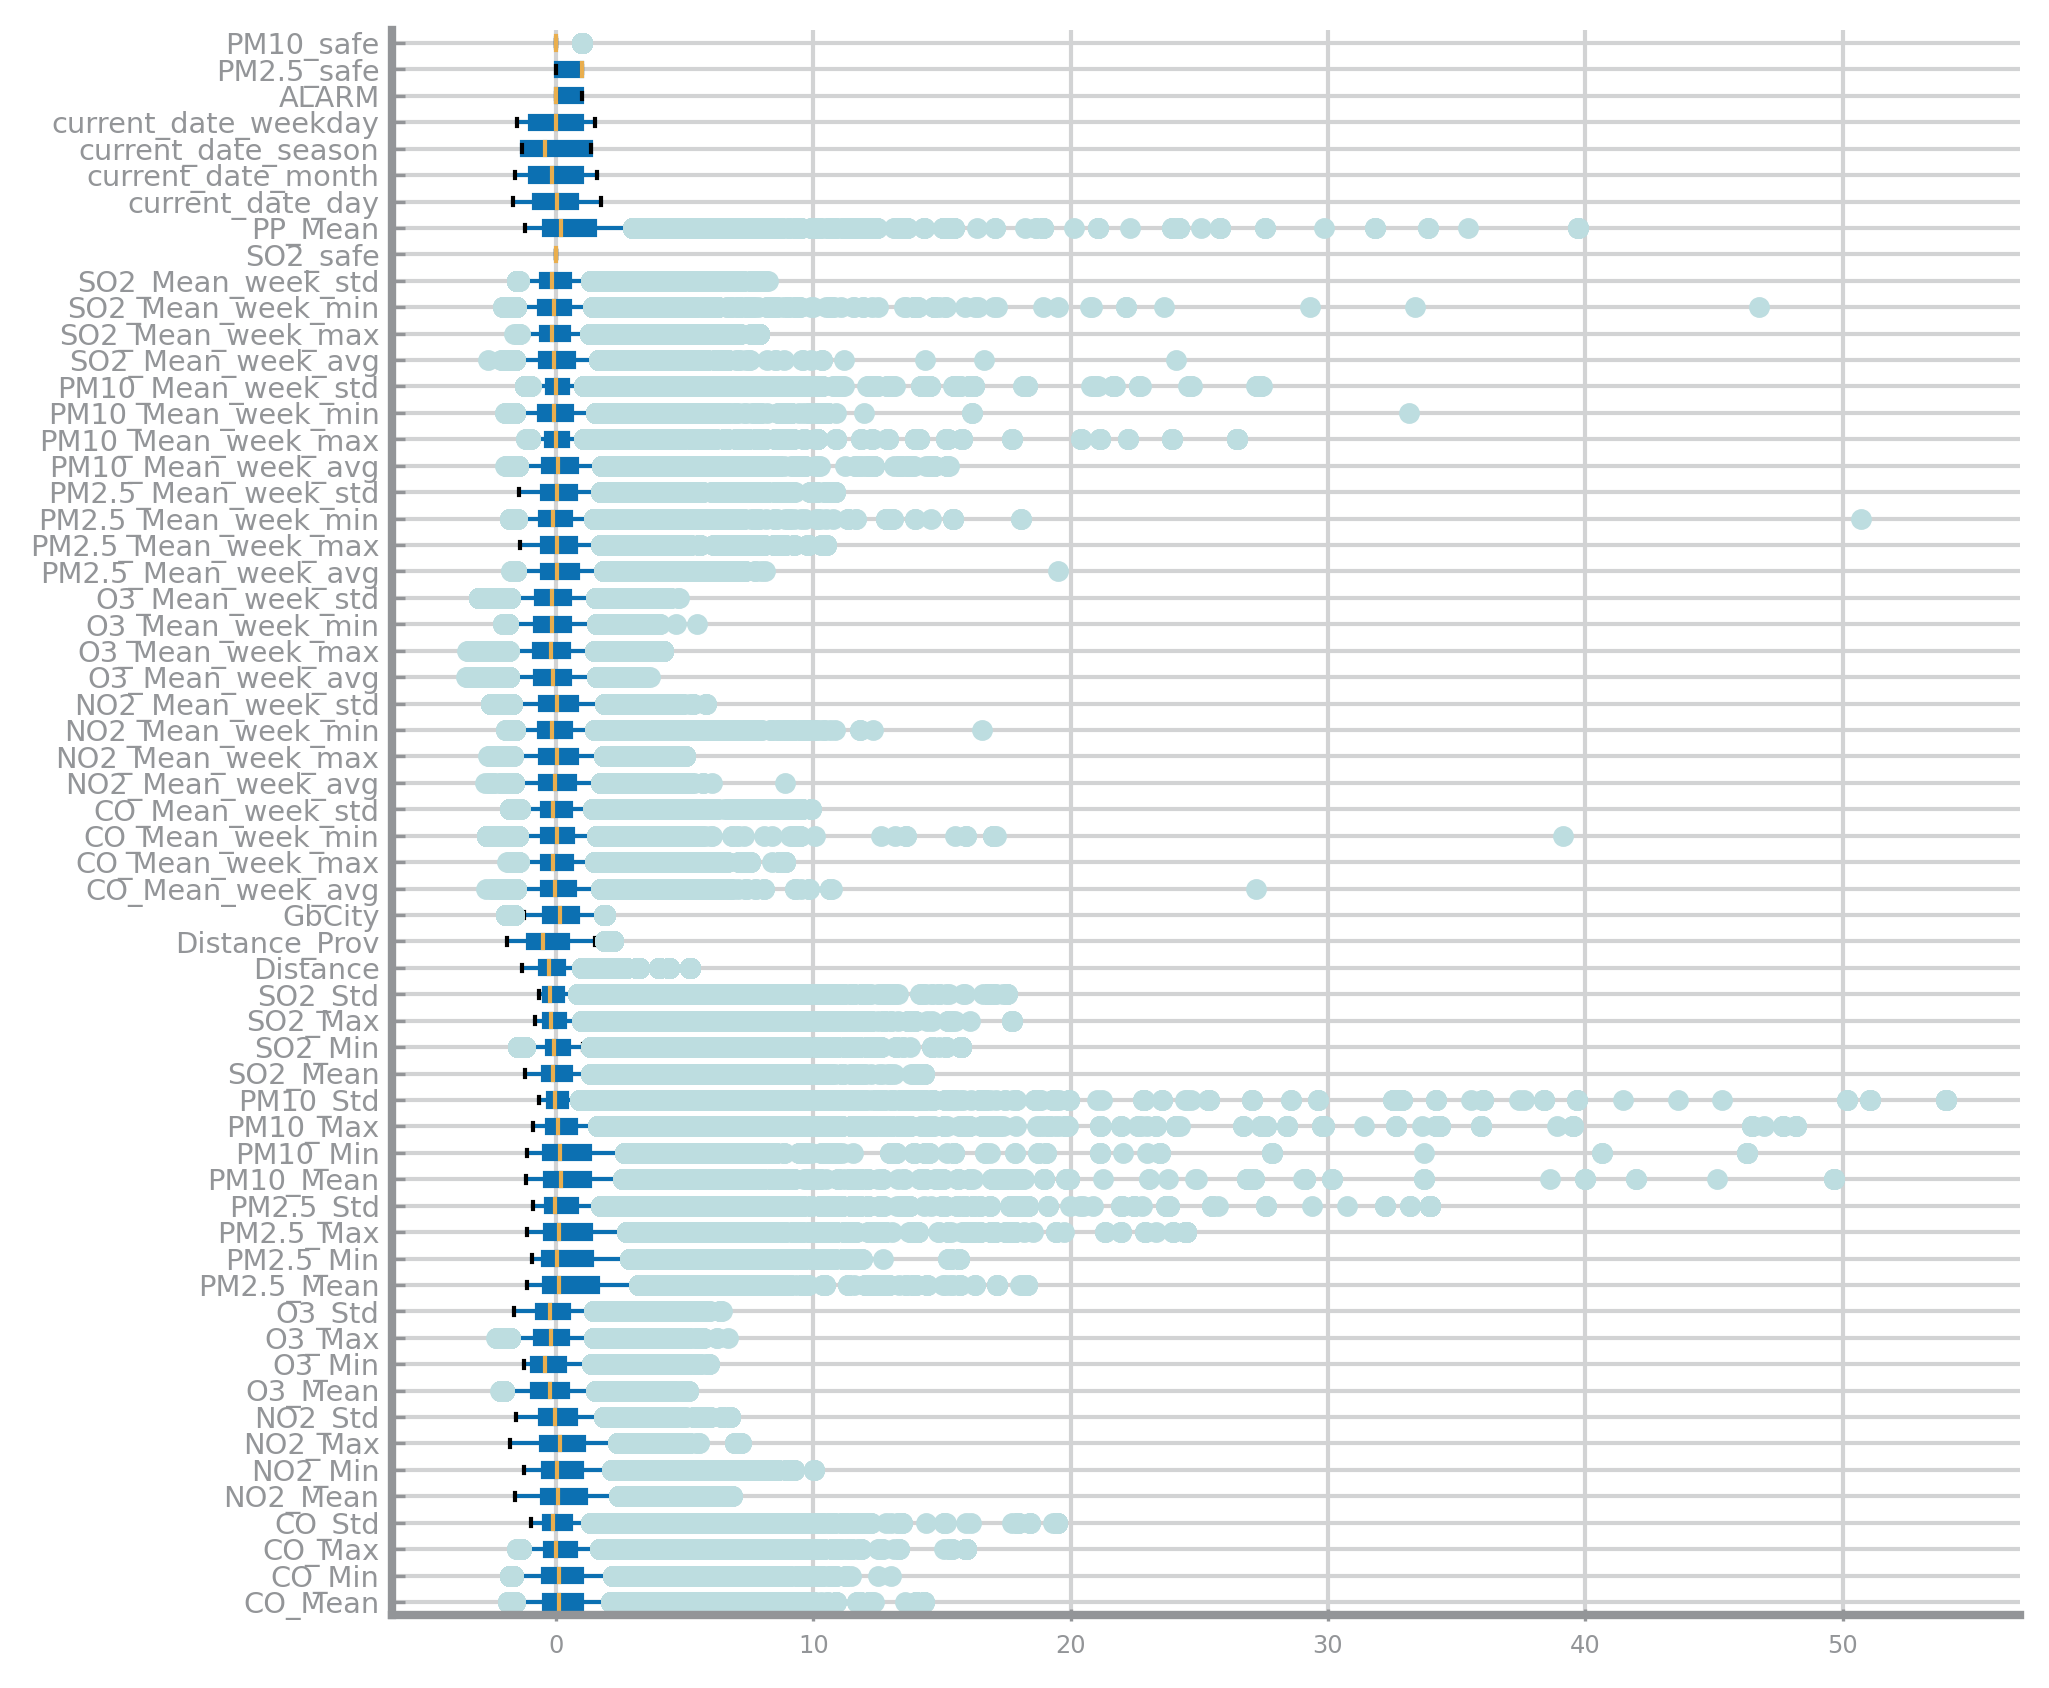 PM10_safe
PM2.5_safe
ALARM
current_date_weekday
current_date_season
current_date_month
current_date_day
PP_Mean
SO2_safe
SO2_Mean_week_std
SO2_Mean_week_min
SO2_Mean_week_max
SO2_Mean_week_avg
PM10_Mean_week_std
PM10_Mean_week_min
PM10_Mean_week_max
PM10_Mean_week_avg
PM2.5_Mean_week_std
PM2.5_Mean_week_min
PM2.5_Mean_week_max
PM2.5_Mean_week_avg
O3_Mean_week_std
O3_Mean_week_min
O3_Mean_week_max
O3_Mean_week_avg
NO2_Mean_week_std
NO2_Mean_week_min
NO2_Mean_week_max
NO2_Mean_week_avg
CO_Mean_week_std
CO_Mean_week_min
CO_Mean_week_max
CO_Mean_week_avg
GbCity
Distance_Prov
Distance
SO2_Std
SO2_Max
SO2_Min
SO2_Mean
PM10_Std
PM10_Max
PM10_Min
PM10_Mean
PM2.5_Std
PM2.5_Max
PM2.5_Min
PM2.5_Mean
O3_Std
O3_Max
O3_Min
O3_Mean
NO2_Std
NO2_Max
NO2_Min
NO2_Mean
CO_Std
CO_Max
CO_Min
CO_Mean
0 10 20 30 40 50